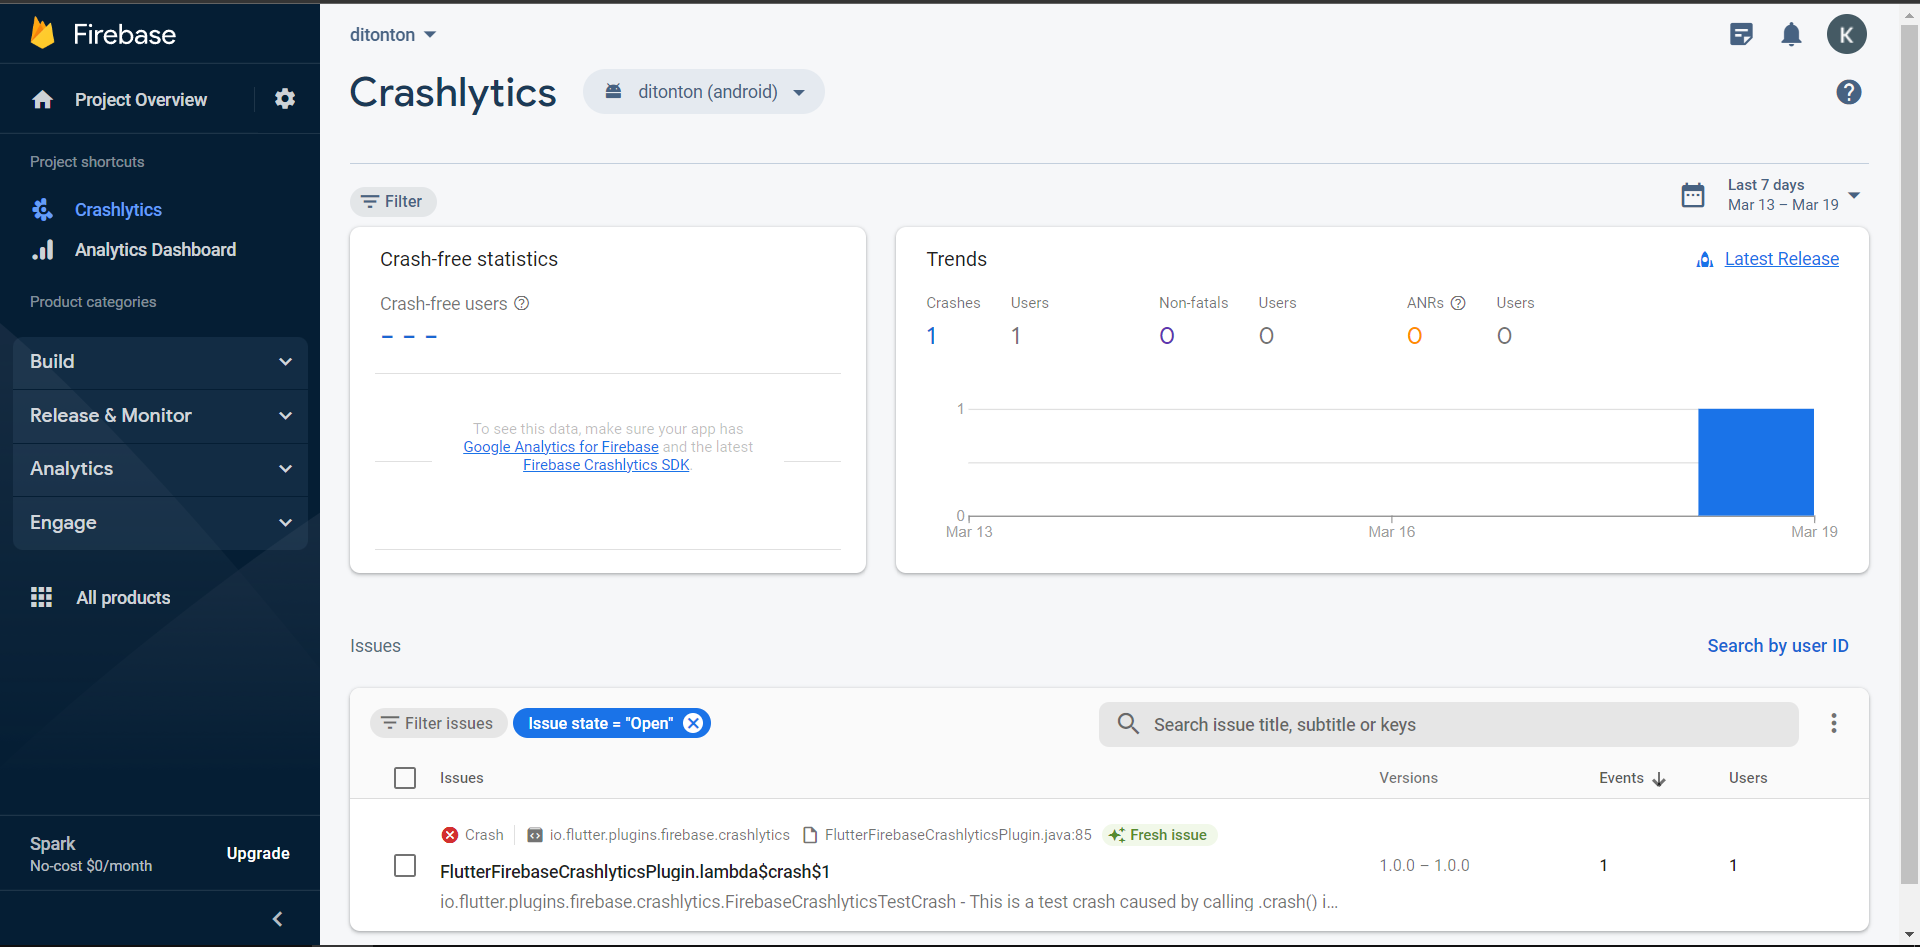 Firebase
Project Overview
Project shortcuts
Crashlytics
Analytics Dashboard
Product categories
Build
Release & Monitor
Analytics
Engage
All products
Spark
No-cost $0/month
Upgrade
ditonton
K
Crashlytics
ditonton (android)
Filter
Last 7 days
Mar 13 – Mar 19
Crash-free statistics
Crash-free users
– – –
To see this data, make sure your app has
Google Analytics for Firebase and the latest
Firebase Crashlytics SDK.
Trends
Latest Release
Crashes Users Non-fatals Users ANRs Users
1 1 0 0 0 0
1
0
Mar 13 Mar 16 Mar 19
Issues
Search by user ID
Filter issues
Issue state = "Open"
Search issue title, subtitle or keys
Issues Versions Events Users
Crash io.flutter.plugins.firebase.crashlytics FlutterFirebaseCrashlyticsPlugin.java:85 Fresh issue
FlutterFirebaseCrashlyticsPlugin.lambda$crash$1
1.0.0 – 1.0.0 1 1
io.flutter.plugins.firebase.crashlytics.FirebaseCrashlyticsTestCrash - This is a test crash caused by calling .crash() i...